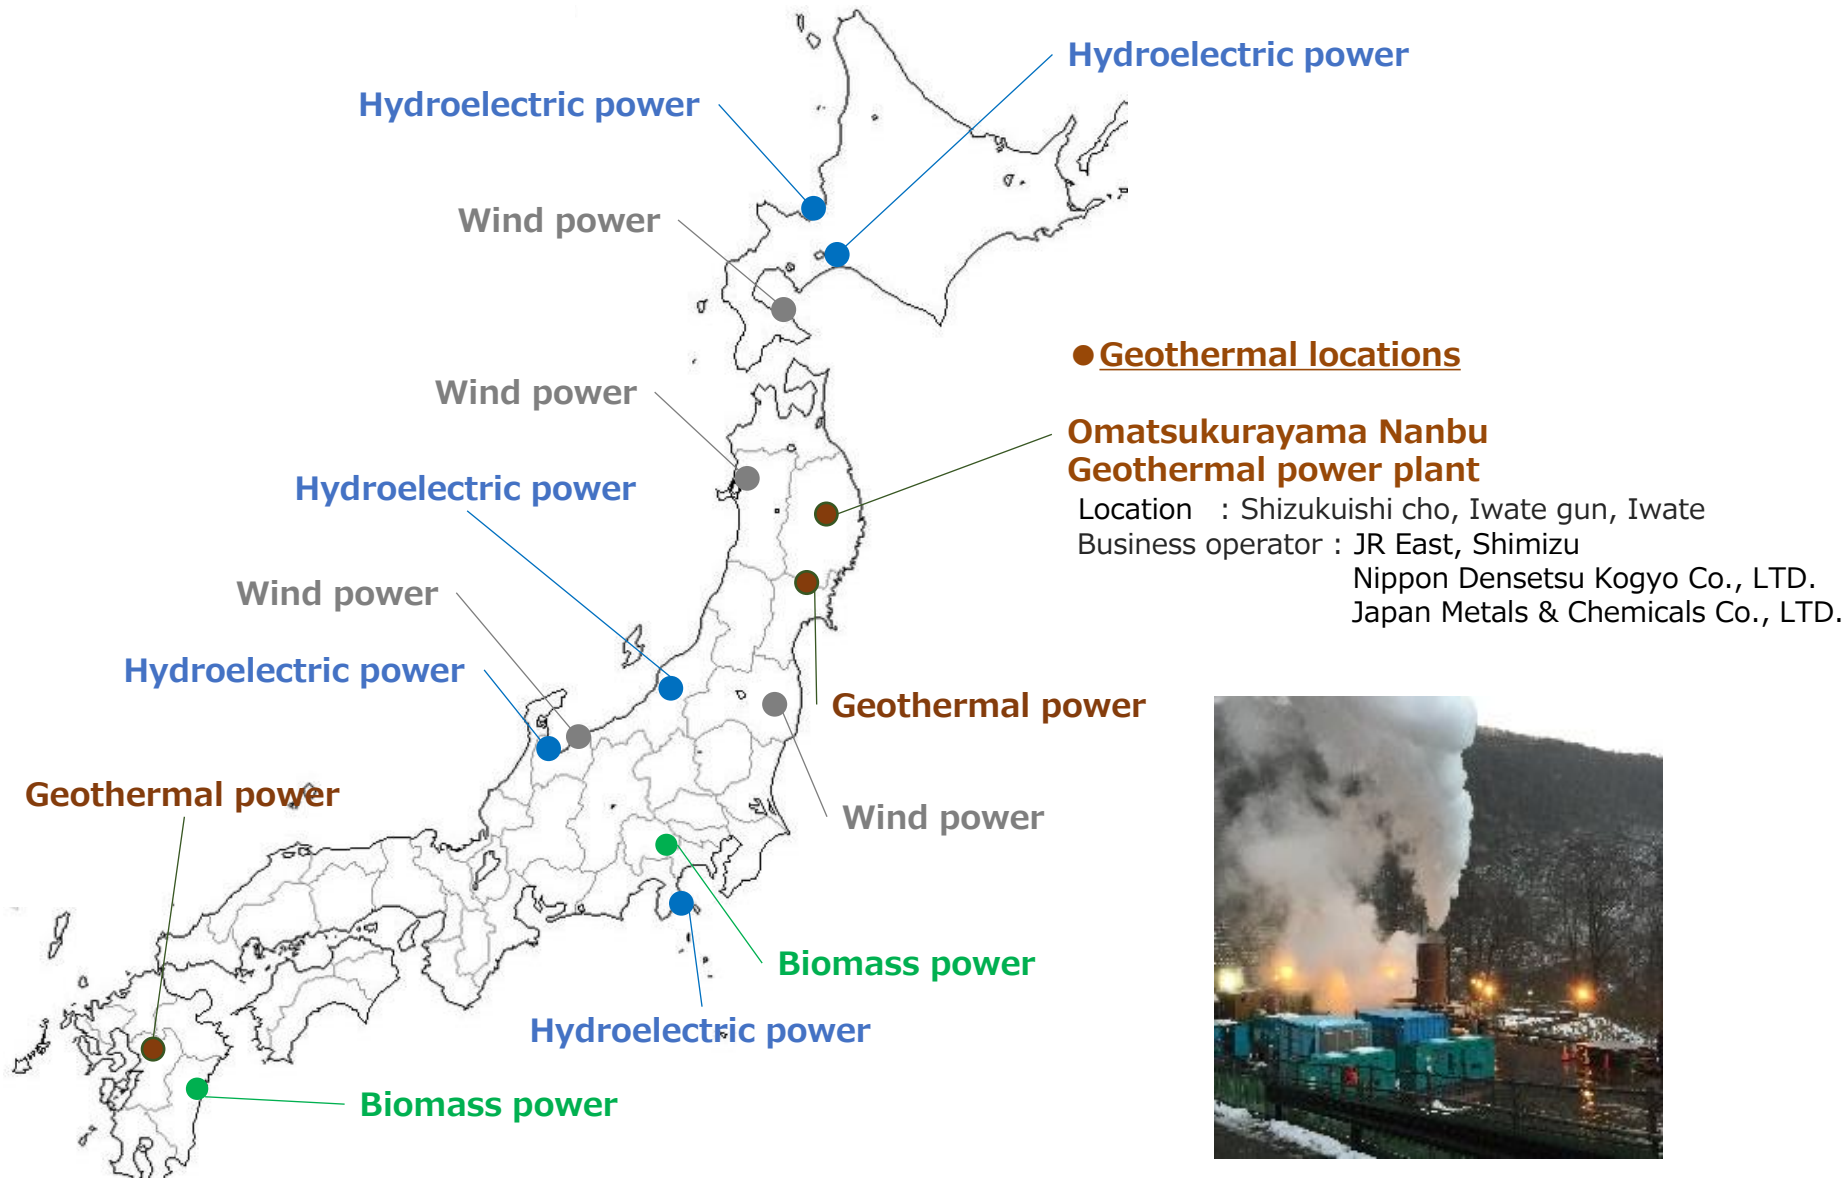 Hydroelectric power
Hydroelectric power
Wind power
●Geothermal locations
Wind power
Omatsukurayama Nanbu
Geothermal power plant
Hydroelectric power
Location : Shizukuishi cho, Iwate gun, Iwate
Business operator : JR East, Shimizu
Nippon Densetsu Kogyo Co., LTD.
Japan Metals & Chemicals Co., LTD.
Wind power
Hydroelectric power
Geothermal power
Geothermal power
Wind power
Biomass power
Hydroelectric power
Biomass power